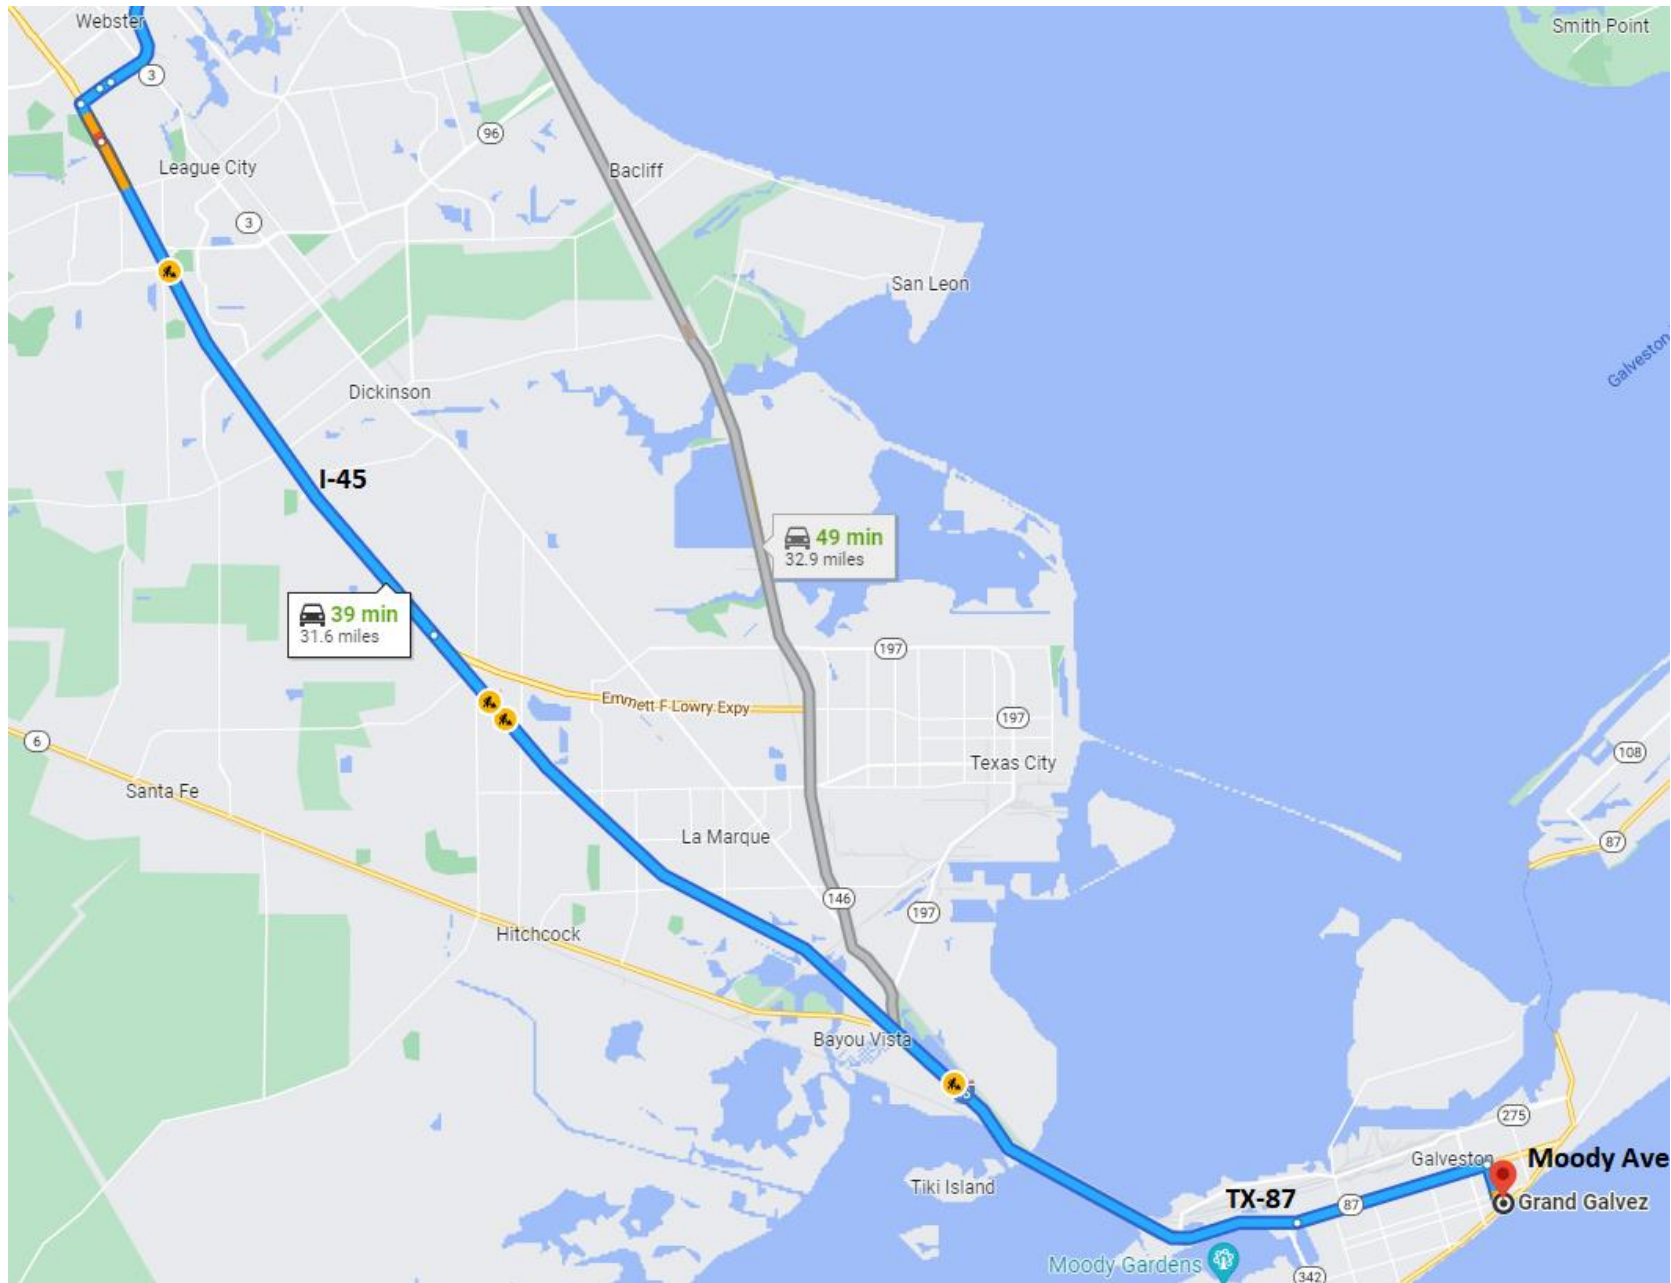 Webster
Smith Point
3
96
League City
Bacliff
3
San Leon
Galveston
Dickinson
I-45
49 min
32.9 miles
39 min
31.6 miles
197
Emmett F Lowry Expy
197
6
108
Texas City
Santa Fe
La Marque
87
146
197
Hitchcock
Bayou Vista
275
Galveston
Moody Ave
Tiki Island
TX-87
87
Grand Galvez
Moody Gardens
342